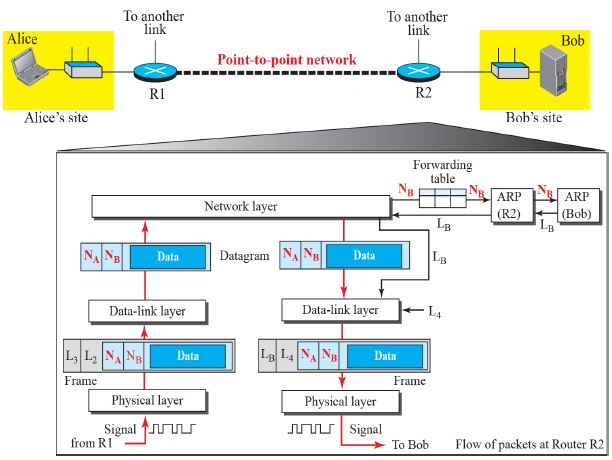 To another
link
To another
link
Alice
Bob
Point-to-point network
R1
R2
Alice's site
Bob's site
Forwarding
table
N_B
N_B
N_B
Network layer
ARP
(R2)
ARP
(Bob)
L_B
L_B
N_A N_B Data
Datagram
N_A N_B Data
L_B
Data-link layer
Data-link layer
L_4
L_3 L_2 N_A N_B Data
L_B L_4 N_A N_B Data
Frame
Frame
Physical layer
Physical layer
Signal
from R1
Signal
To Bob
Flow of packets at Router R2